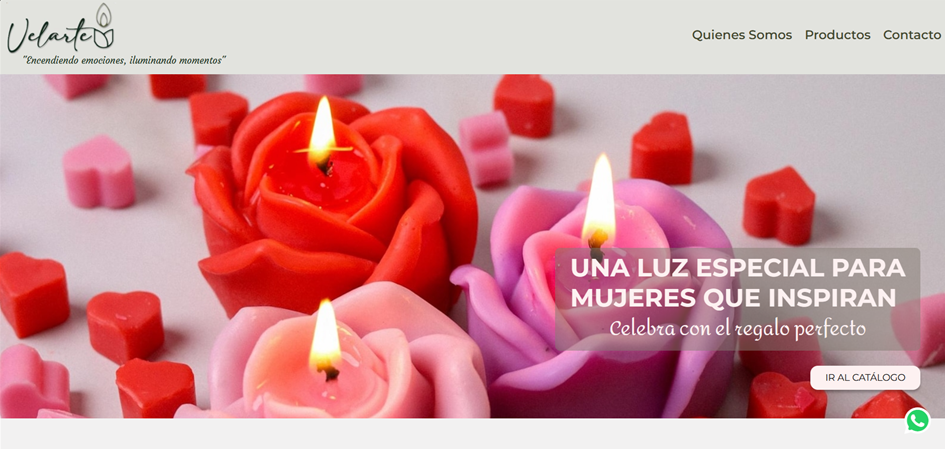 Velarte
"Encendiendo emociones, iluminando momentos"
Quienes Somos Productos Contacto
UNA LUZ ESPECIAL PARA
MUJERES QUE INSPIRAN
Celebra con el regalo perfecto
IR AL CATÁLOGO